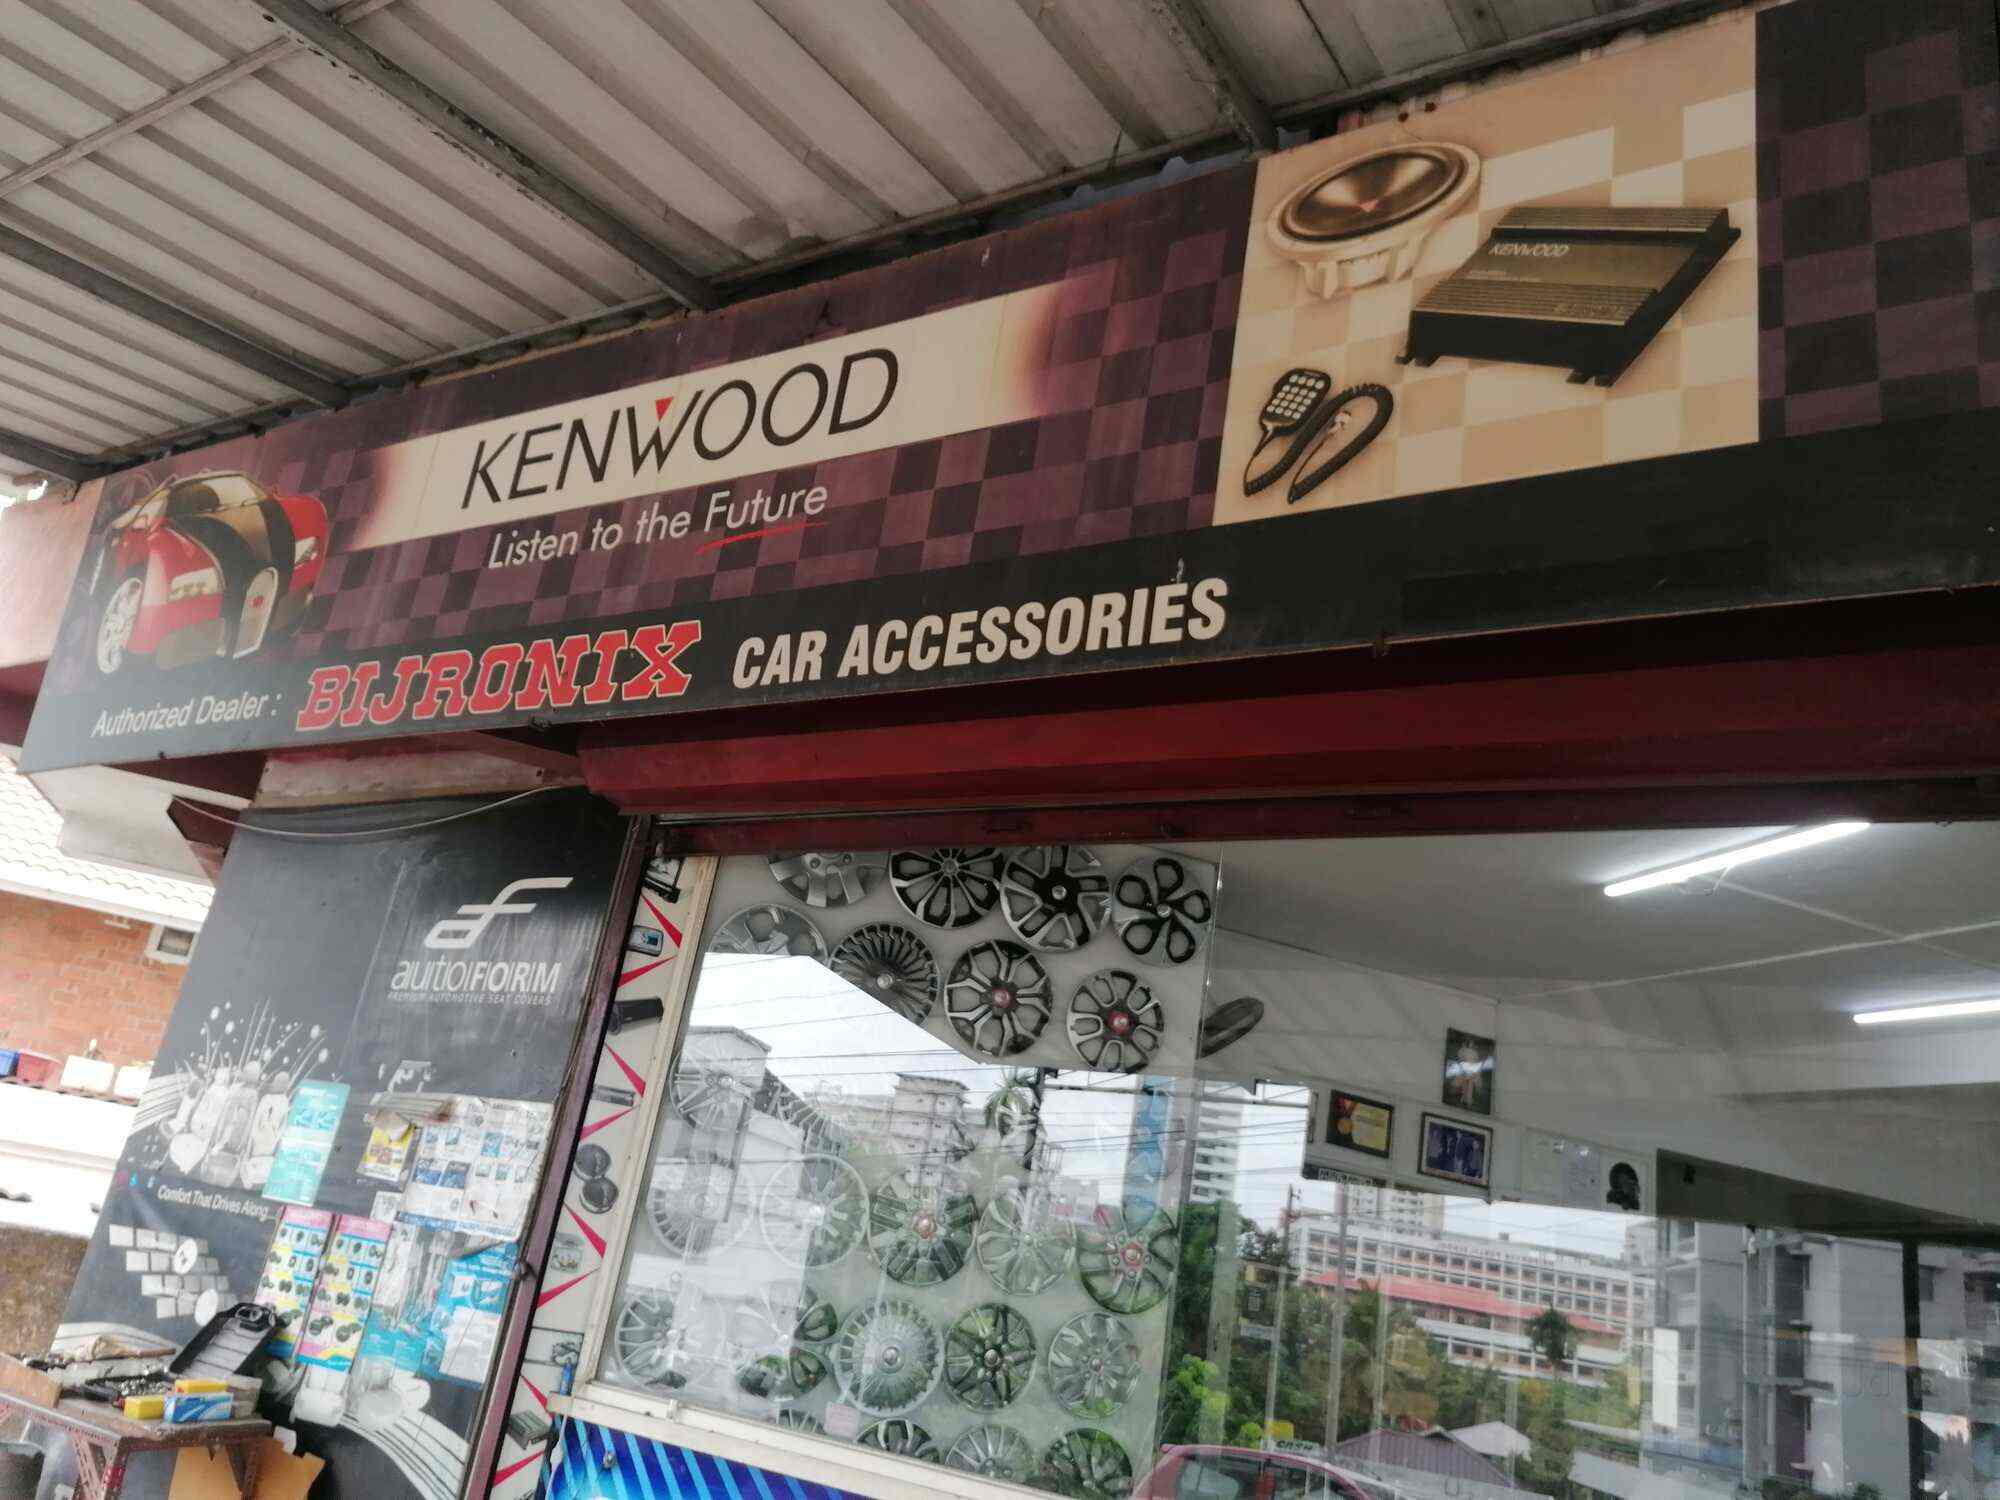 KENWOOD
Listen to the Future
KENWOOD
Authorized Dealer : BIJRONIX CAR ACCESSORIES
af
autoFORM
PREMIUM AUTOMOTIVE SEAT COVERS
Comfort That Drives Along